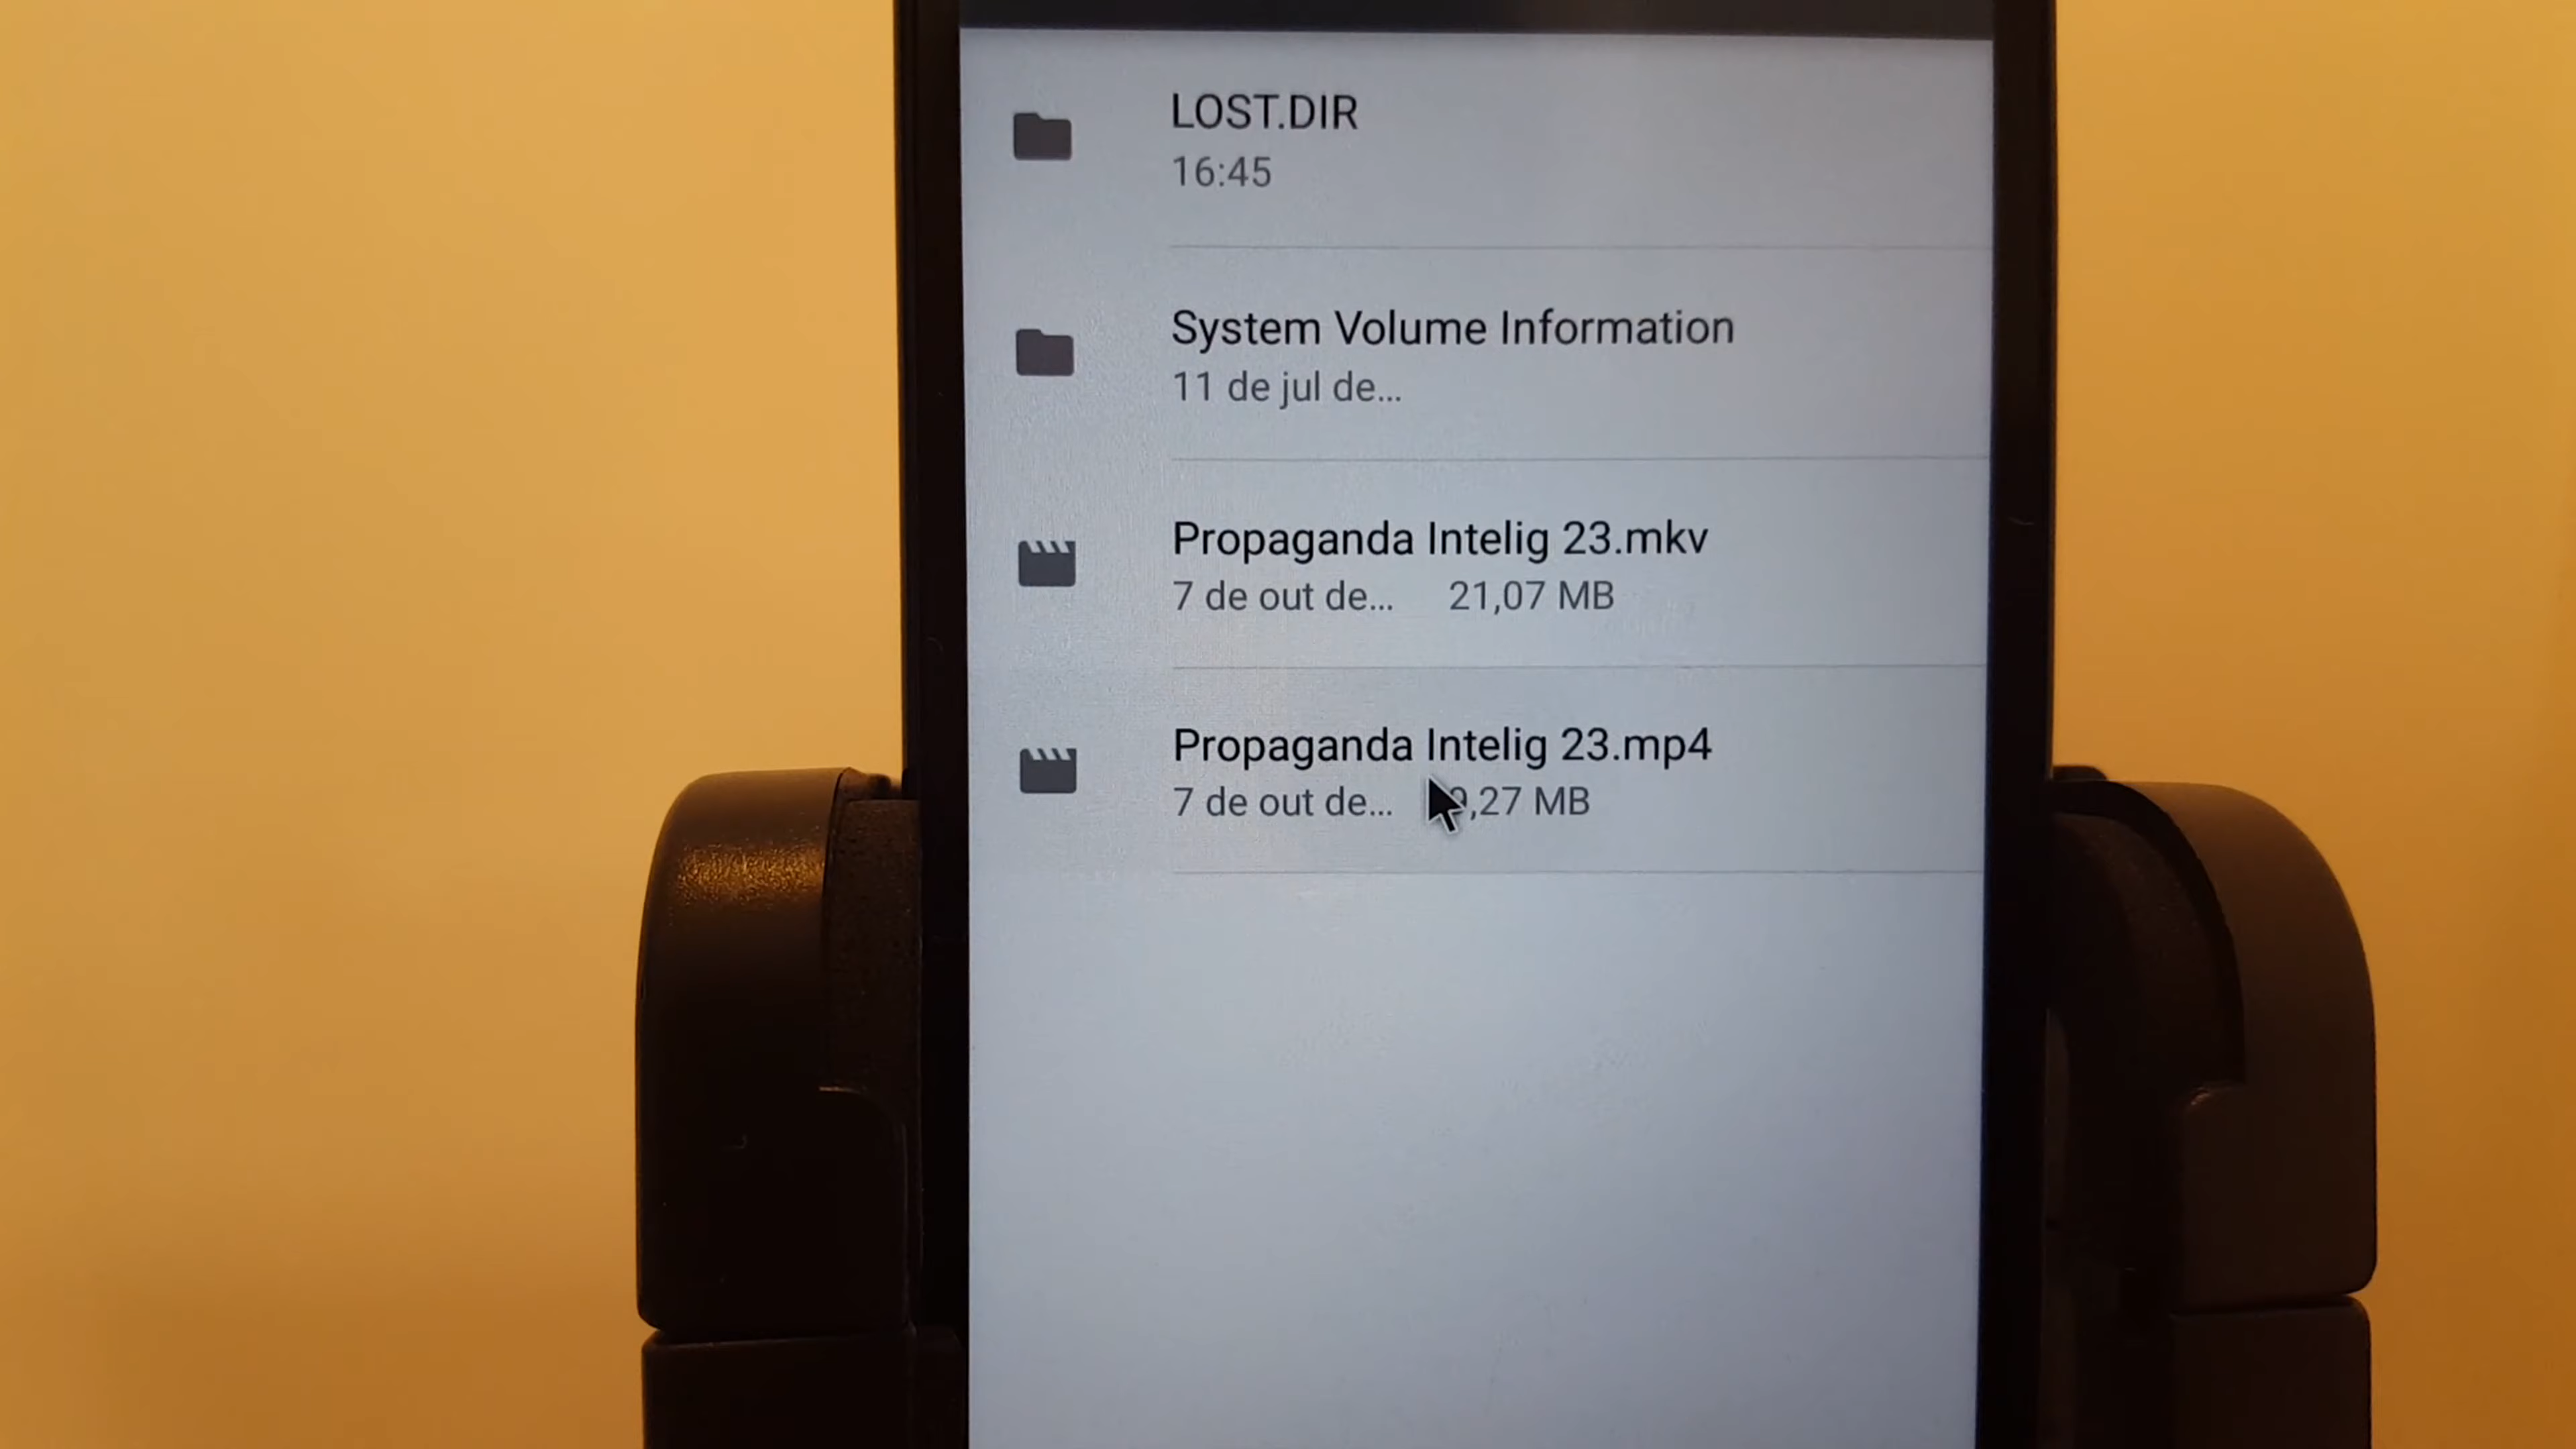 LOST.DIR
16:45
System Volume Information
11 de jul de...
Propaganda Intelig 23.mkv
7 de out de... 21,07 MB
Propaganda Intelig 23.mp4
7 de out de... MB